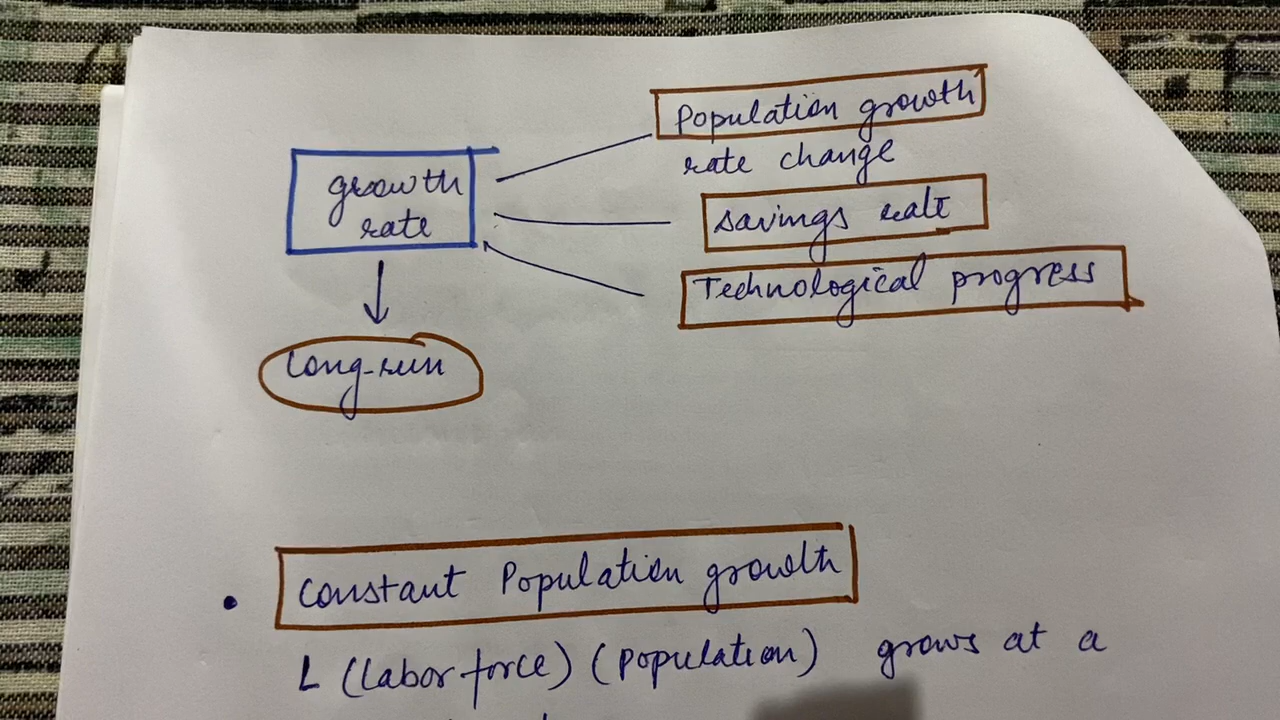 Population growth
rate change
growth
rate
savings rate
Technological progress
Long-run
• Constant Population growth
L (Labor force) (Population) grows at a